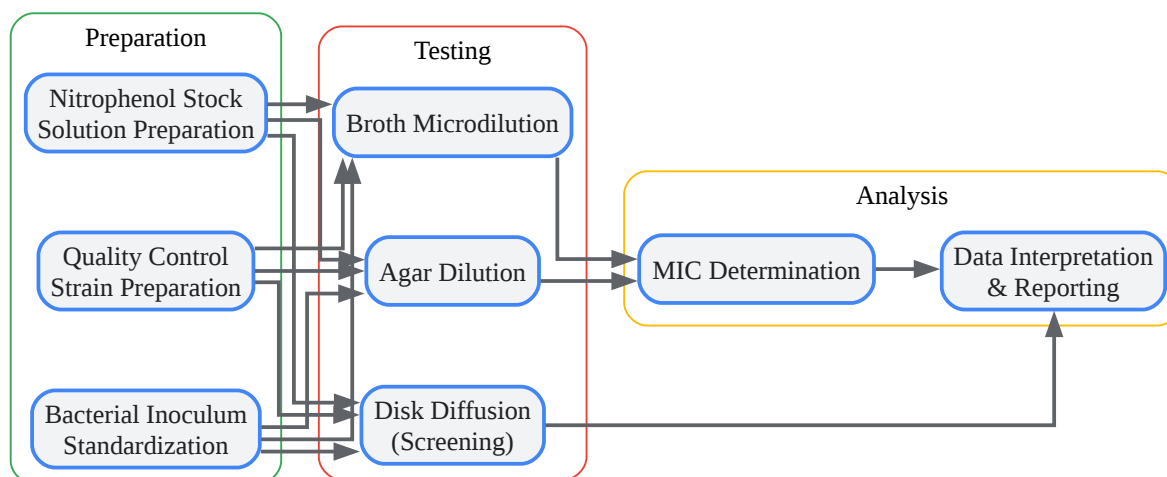 Preparation
Nitrophenol Stock
Solution Preparation
Quality Control
Strain Preparation
Bacterial Inoculum
Standardization
Testing
Broth Microdilution
Agar Dilution
Disk Diffusion
(Screening)
Analysis
MIC Determination
Data Interpretation
& Reporting